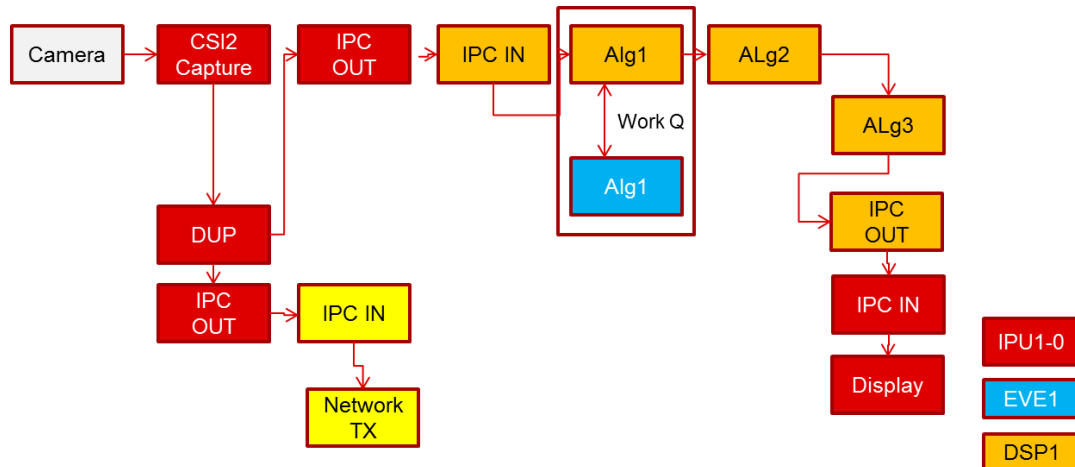 Camera
CSI2
Capture
IPC
OUT
IPC IN
Alg1
ALg2
Work Q
ALg3
Alg1
DUP
IPC
OUT
IPC
OUT
IPC IN
IPC IN
Network
TX
Display
IPU1-0
EVE1
DSP1